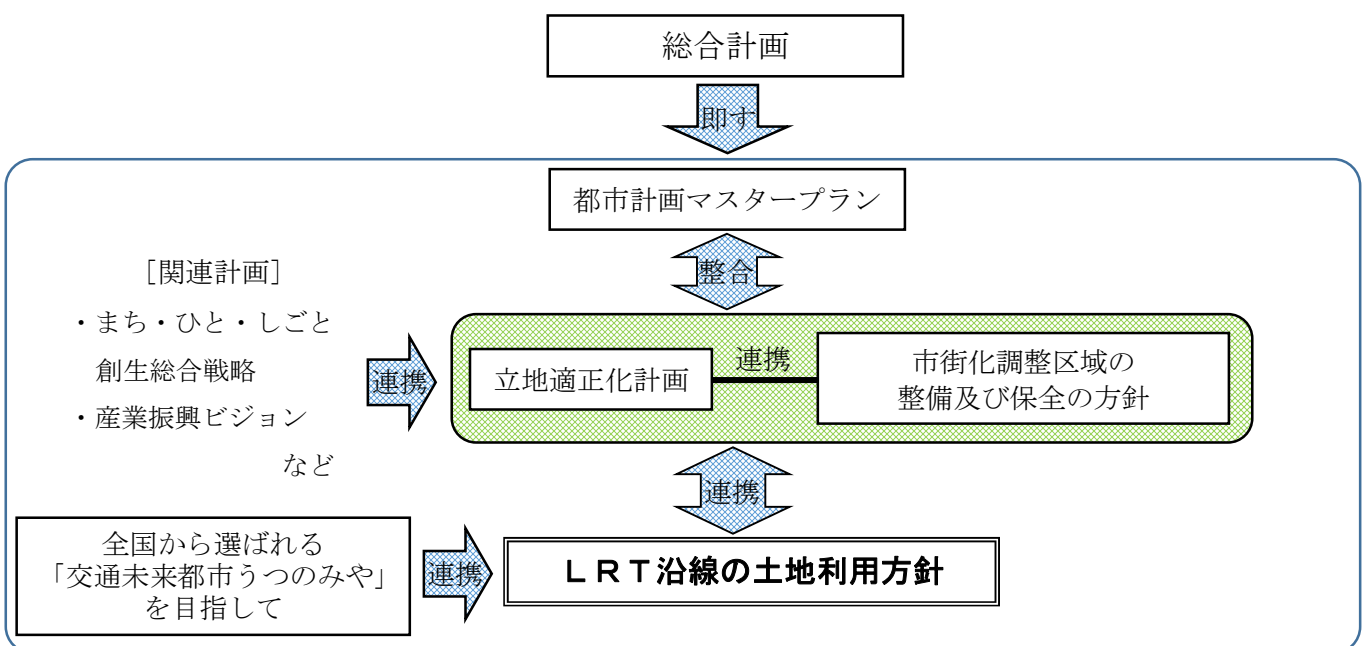 総合計画
即す
都市計画マスタープラン
整合
［関連計画］
・まち・ひと・しごと
創生総合戦略
・産業振興ビジョン
など
連携
立地適正化計画
連携
市街化調整区域の
整備及び保全の方針
連携
全国から選ばれる
「交通未来都市うつのみや」
を目指して
連携
ＬＲＴ沿線の土地利用方針